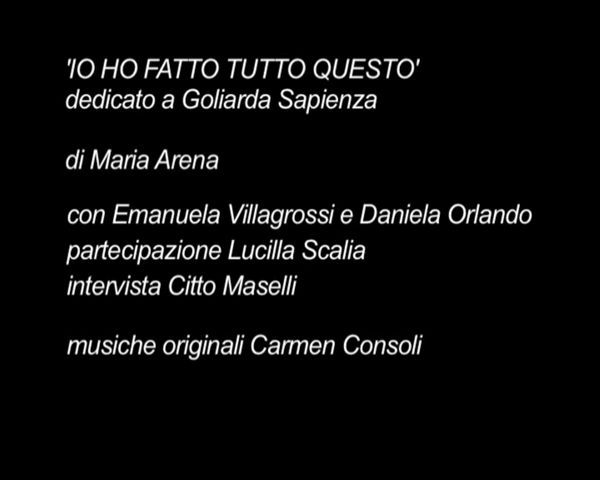 'IO HO FATTO TUTTO QUESTO'
dedicato a Goliarda Sapienza
di Maria Arena
con Emanuela Villagrossi e Daniela Orlando
partecipazione Lucilla Scalia
intervista Citto Maselli
musiche originali Carmen Consoli